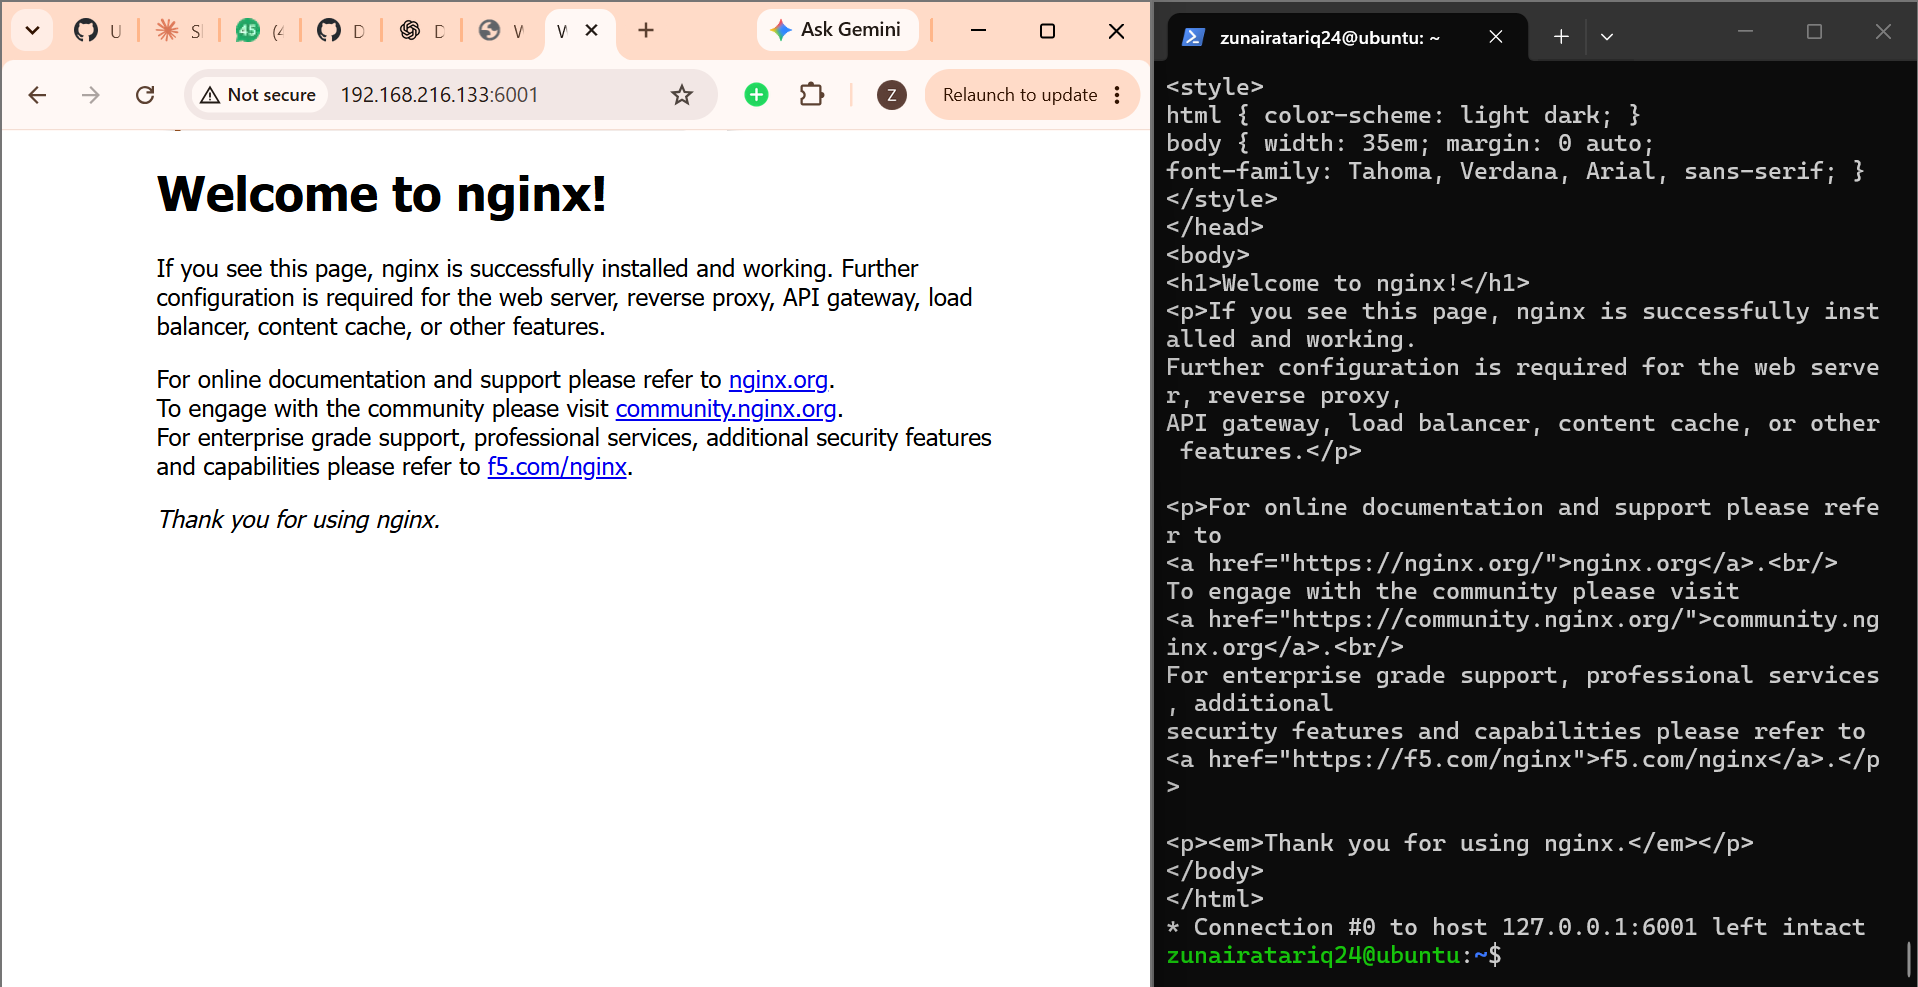 U
S
45
(4
D
D
W
W
Ask Gemini
Not secure
192.168.216.133:6001
Z
Relaunch to update
Welcome to nginx!
If you see this page, nginx is successfully installed and working. Further
configuration is required for the web server, reverse proxy, API gateway, load
balancer, content cache, or other features.
For online documentation and support please refer to nginx.org.
To engage with the community please visit community.nginx.org.
For enterprise grade support, professional services, additional security features
and capabilities please refer to f5.com/nginx.
Thank you for using nginx.
zunairatariq24@ubuntu: ~
<style>
html { color-scheme: light dark; }
body { width: 35em; margin: 0 auto;
font-family: Tahoma, Verdana, Arial, sans-serif; }
</style>
</head>
<body>
<h1>Welcome to nginx!</h1>
<p>If you see this page, nginx is successfully inst
alled and working.
Further configuration is required for the web serve
r, reverse proxy,
API gateway, load balancer, content cache, or other
 features.</p>
<p>For online documentation and support please refe
r to
<a href="https://nginx.org/">nginx.org</a>.<br/>
To engage with the community please visit
<a href="https://community.nginx.org/">community.ng
inx.org</a>.<br/>
For enterprise grade support, professional services
, additional
security features and capabilities please refer to
<a href="https://f5.com/nginx">f5.com/nginx</a>.</p
>
<p><em>Thank you for using nginx.</em></p>
</body>
</html>
* Connection #0 to host 127.0.0.1:6001 left intact
zunairatariq24@ubuntu:~$